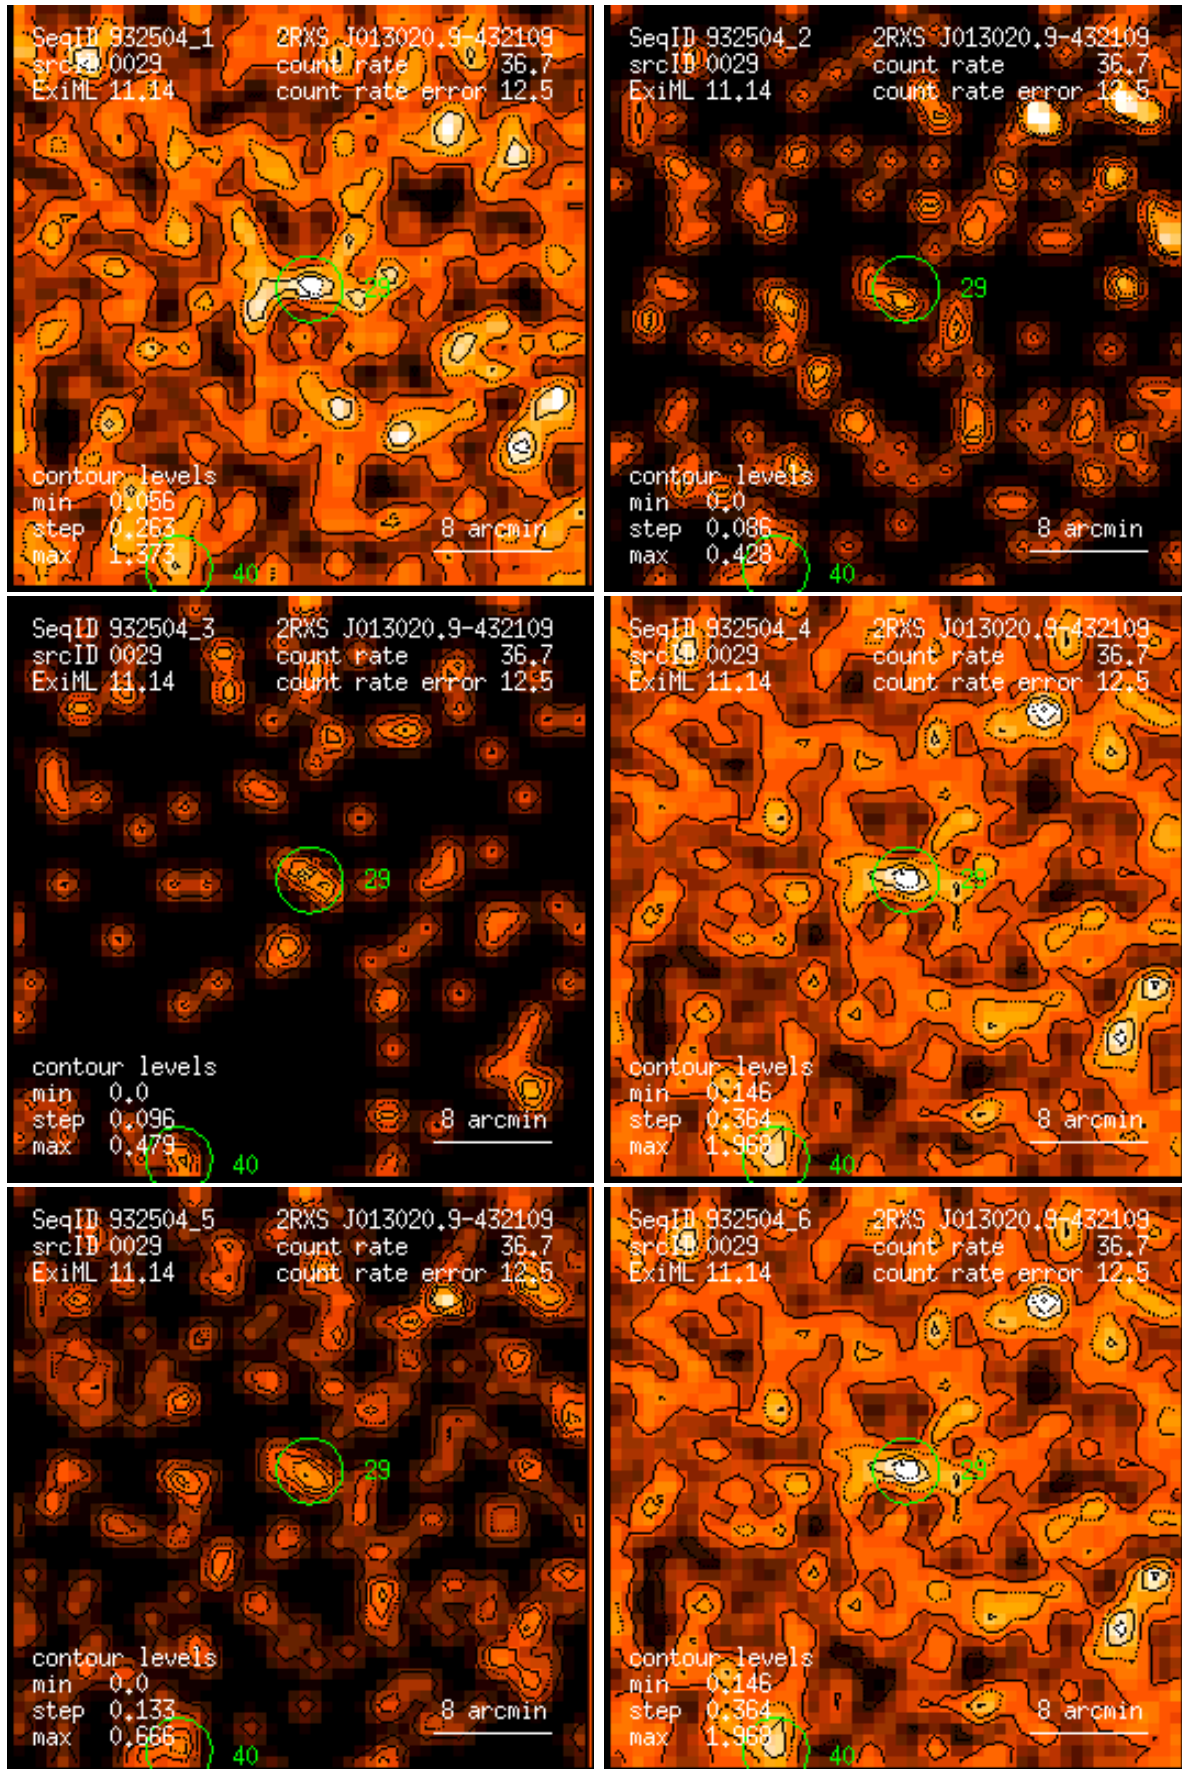 SeqID 932504_1 2RXS J013020.9-432109
srcID 0029 count rate 36.7
ExiML 11.14 count rate error 12.5
29
contour levels
min 0.056
step 0.263
max 1.373
8 arcmin
40
SeqID 932504_2 2RXS J013020.9-432109
srcID 0029 count rate 36.7
ExiML 11.14 count rate error 12.5
29
contour levels
min 0.0
step 0.086
max 0.428
8 arcmin
40
SeqID 932504_3 2RXS J013020.9-432109
srcID 0029 count rate 36.7
ExiML 11.14 count rate error 12.5
29
contour levels
min 0.0
step 0.096
max 0.479
8 arcmin
40
SeqID 932504_4 2RXS J013020.9-432109
srcID 0029 count rate 36.7
ExiML 11.14 count rate error 12.5
29
contour levels
min 0.146
step 0.364
max 1.968
8 arcmin
40
SeqID 932504_5 2RXS J013020.9-432109
srcID 0029 count rate 36.7
ExiML 11.14 count rate error 12.5
29
contour levels
min 0.0
step 0.133
max 0.666
8 arcmin
40
SeqID 932504_6 2RXS J013020.9-432109
srcID 0029 count rate 36.7
ExiML 11.14 count rate error 12.5
29
contour levels
min 0.146
step 0.364
max 1.968
8 arcmin
40